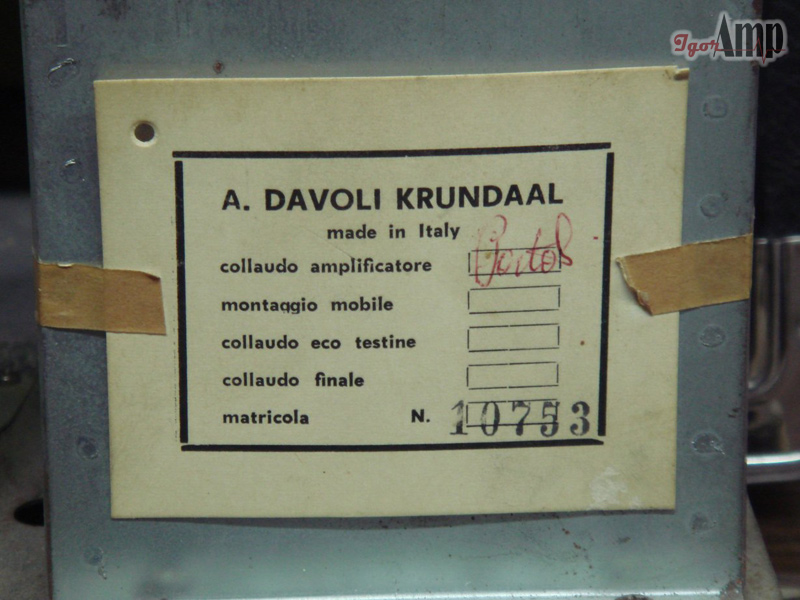 Igor Amp
A. DAVOLI KRUNDAAL
made in Italy
collaudo amplificatore
montaggio mobile
collaudo eco testine
collaudo finale
matricola N. 10753